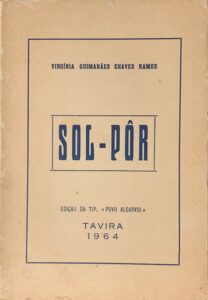 VIRGÍNIA GUIMARÃES CHAVES RAMOS
SOL-PÔR
EDIÇÃO DA TIP. «POVO ALGARVIO»
TAVIRA
1964